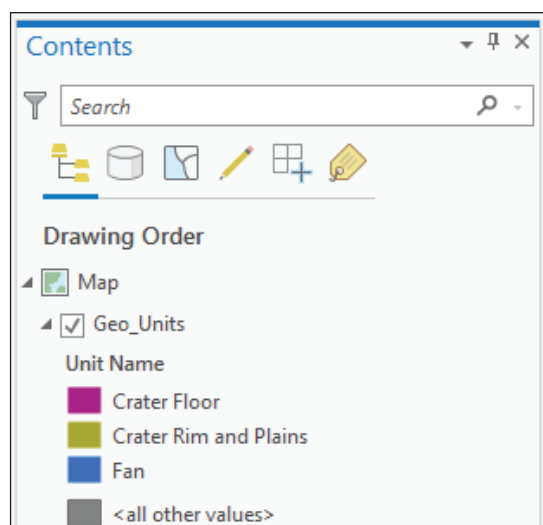 Contents
Search
Drawing Order
Map
Geo_Units
Unit Name
Crater Floor
Crater Rim and Plains
Fan
<all other values>